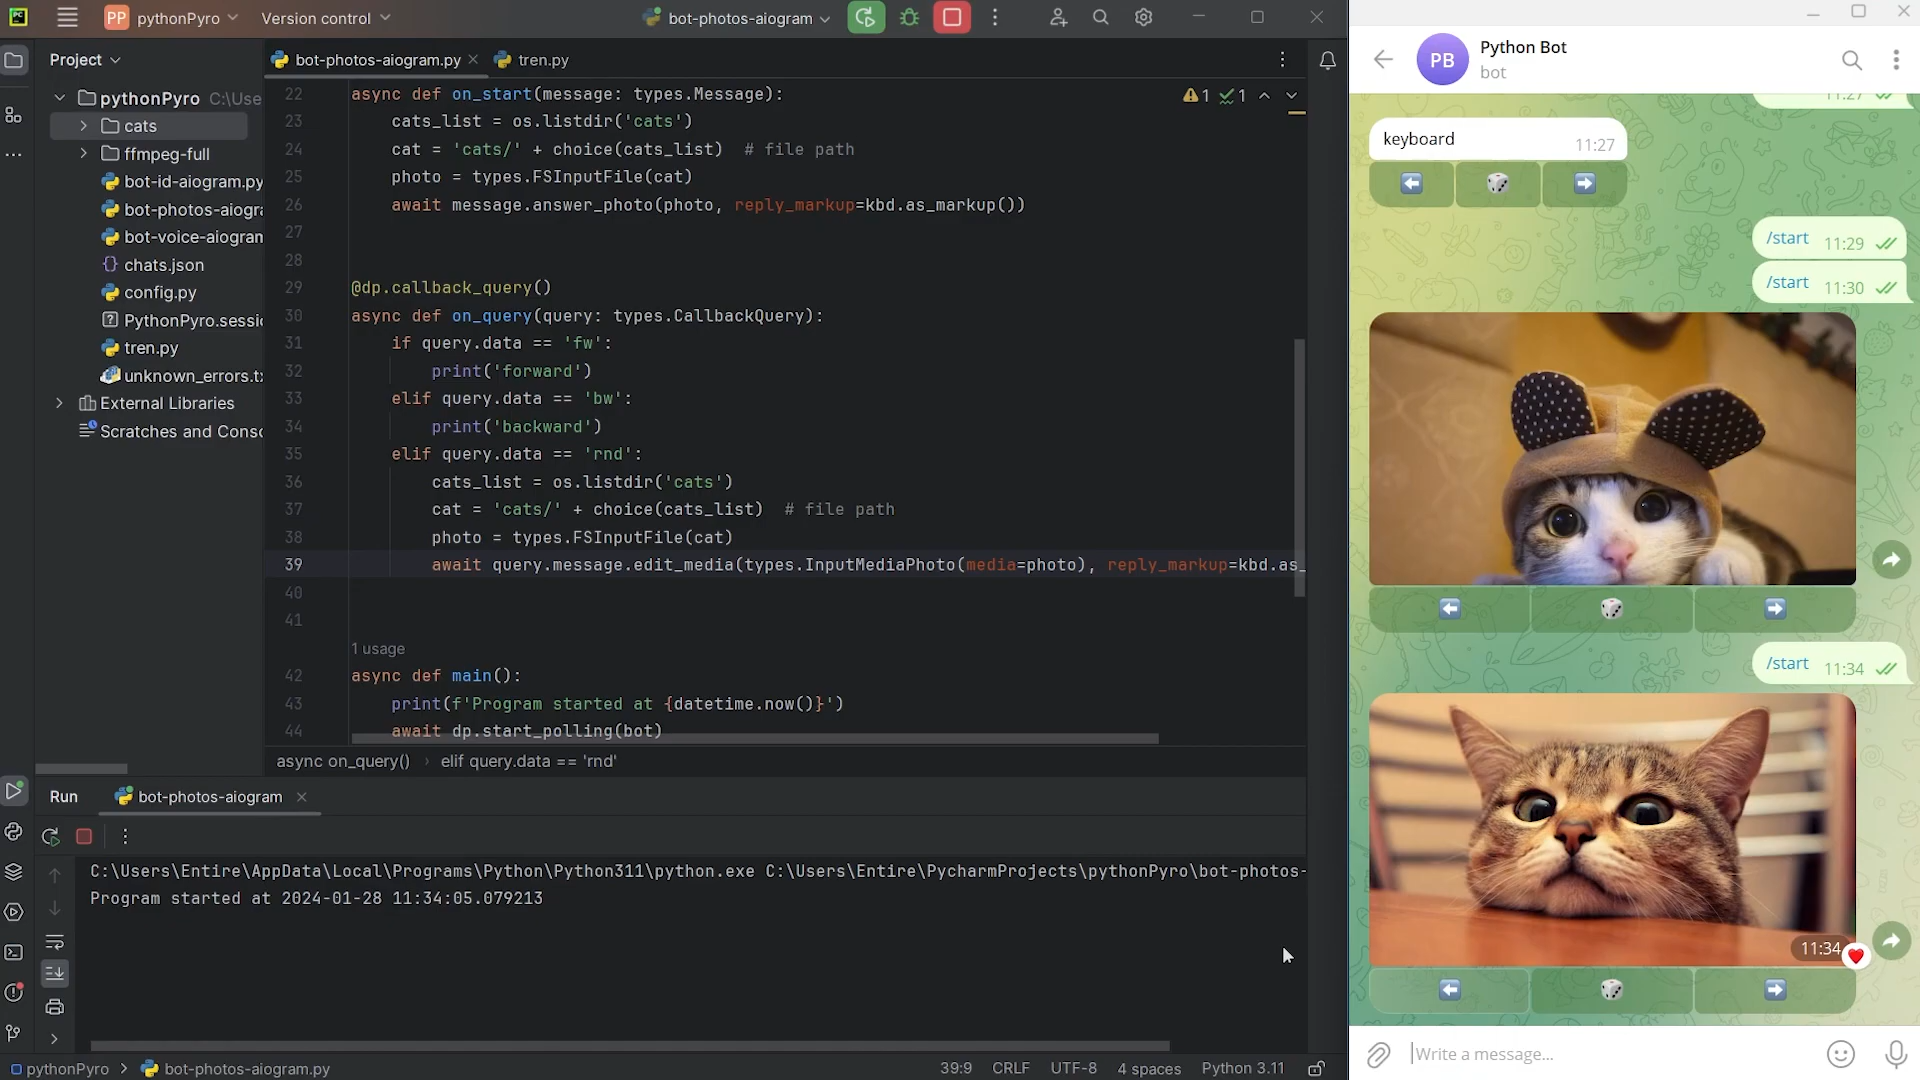 PP pythonPyro Version control bot-photos-aiogram
Project
bot-photos-aiogram.py tren.py
pythonPyro C:\Use
cats
ffmpeg-full
bot-id-aiogram.py
bot-photos-aiogra
bot-voice-aiogram
chats.json
config.py
PythonPyro.sessi
tren.py
unknown_errors.tx
External Libraries
Scratches and Conso
1 1
22 async def on_start(message: types.Message):
23 cats_list = os.listdir('cats')
24 cat = 'cats/' + choice(cats_list) # file path
25 photo = types.FSInputFile(cat)
26 await message.answer_photo(photo, reply_markup=kbd.as_markup())
27
28
29 @dp.callback_query()
30 async def on_query(query: types.CallbackQuery):
31 if query.data == 'fw':
32 print('forward')
33 elif query.data == 'bw':
34 print('backward')
35 elif query.data == 'rnd':
36 cats_list = os.listdir('cats')
37 cat = 'cats/' + choice(cats_list) # file path
38 photo = types.FSInputFile(cat)
39 await query.message.edit_media(types.InputMediaPhoto(media=photo), reply_markup=kbd.as_
40
41
1 usage
42 async def main():
43 print(f'Program started at {datetime.now()}')
44 await dp.start_polling(bot)
async on_query() › elif query.data == 'rnd'
Run bot-photos-aiogram
C:\Users\Entire\AppData\Local\Programs\Python\Python311\python.exe C:\Users\Entire\PycharmProjects\pythonPyro\bot-photos-
Program started at 2024-01-28 11:34:05.079213
pythonPyro › bot-photos-aiogram.py
39:9 CRLF UTF-8 4 spaces Python 3.11
PB Python Bot
bot
11:27
keyboard 11:27
/start 11:29
/start 11:30
/start 11:34
11:34
Write a message...